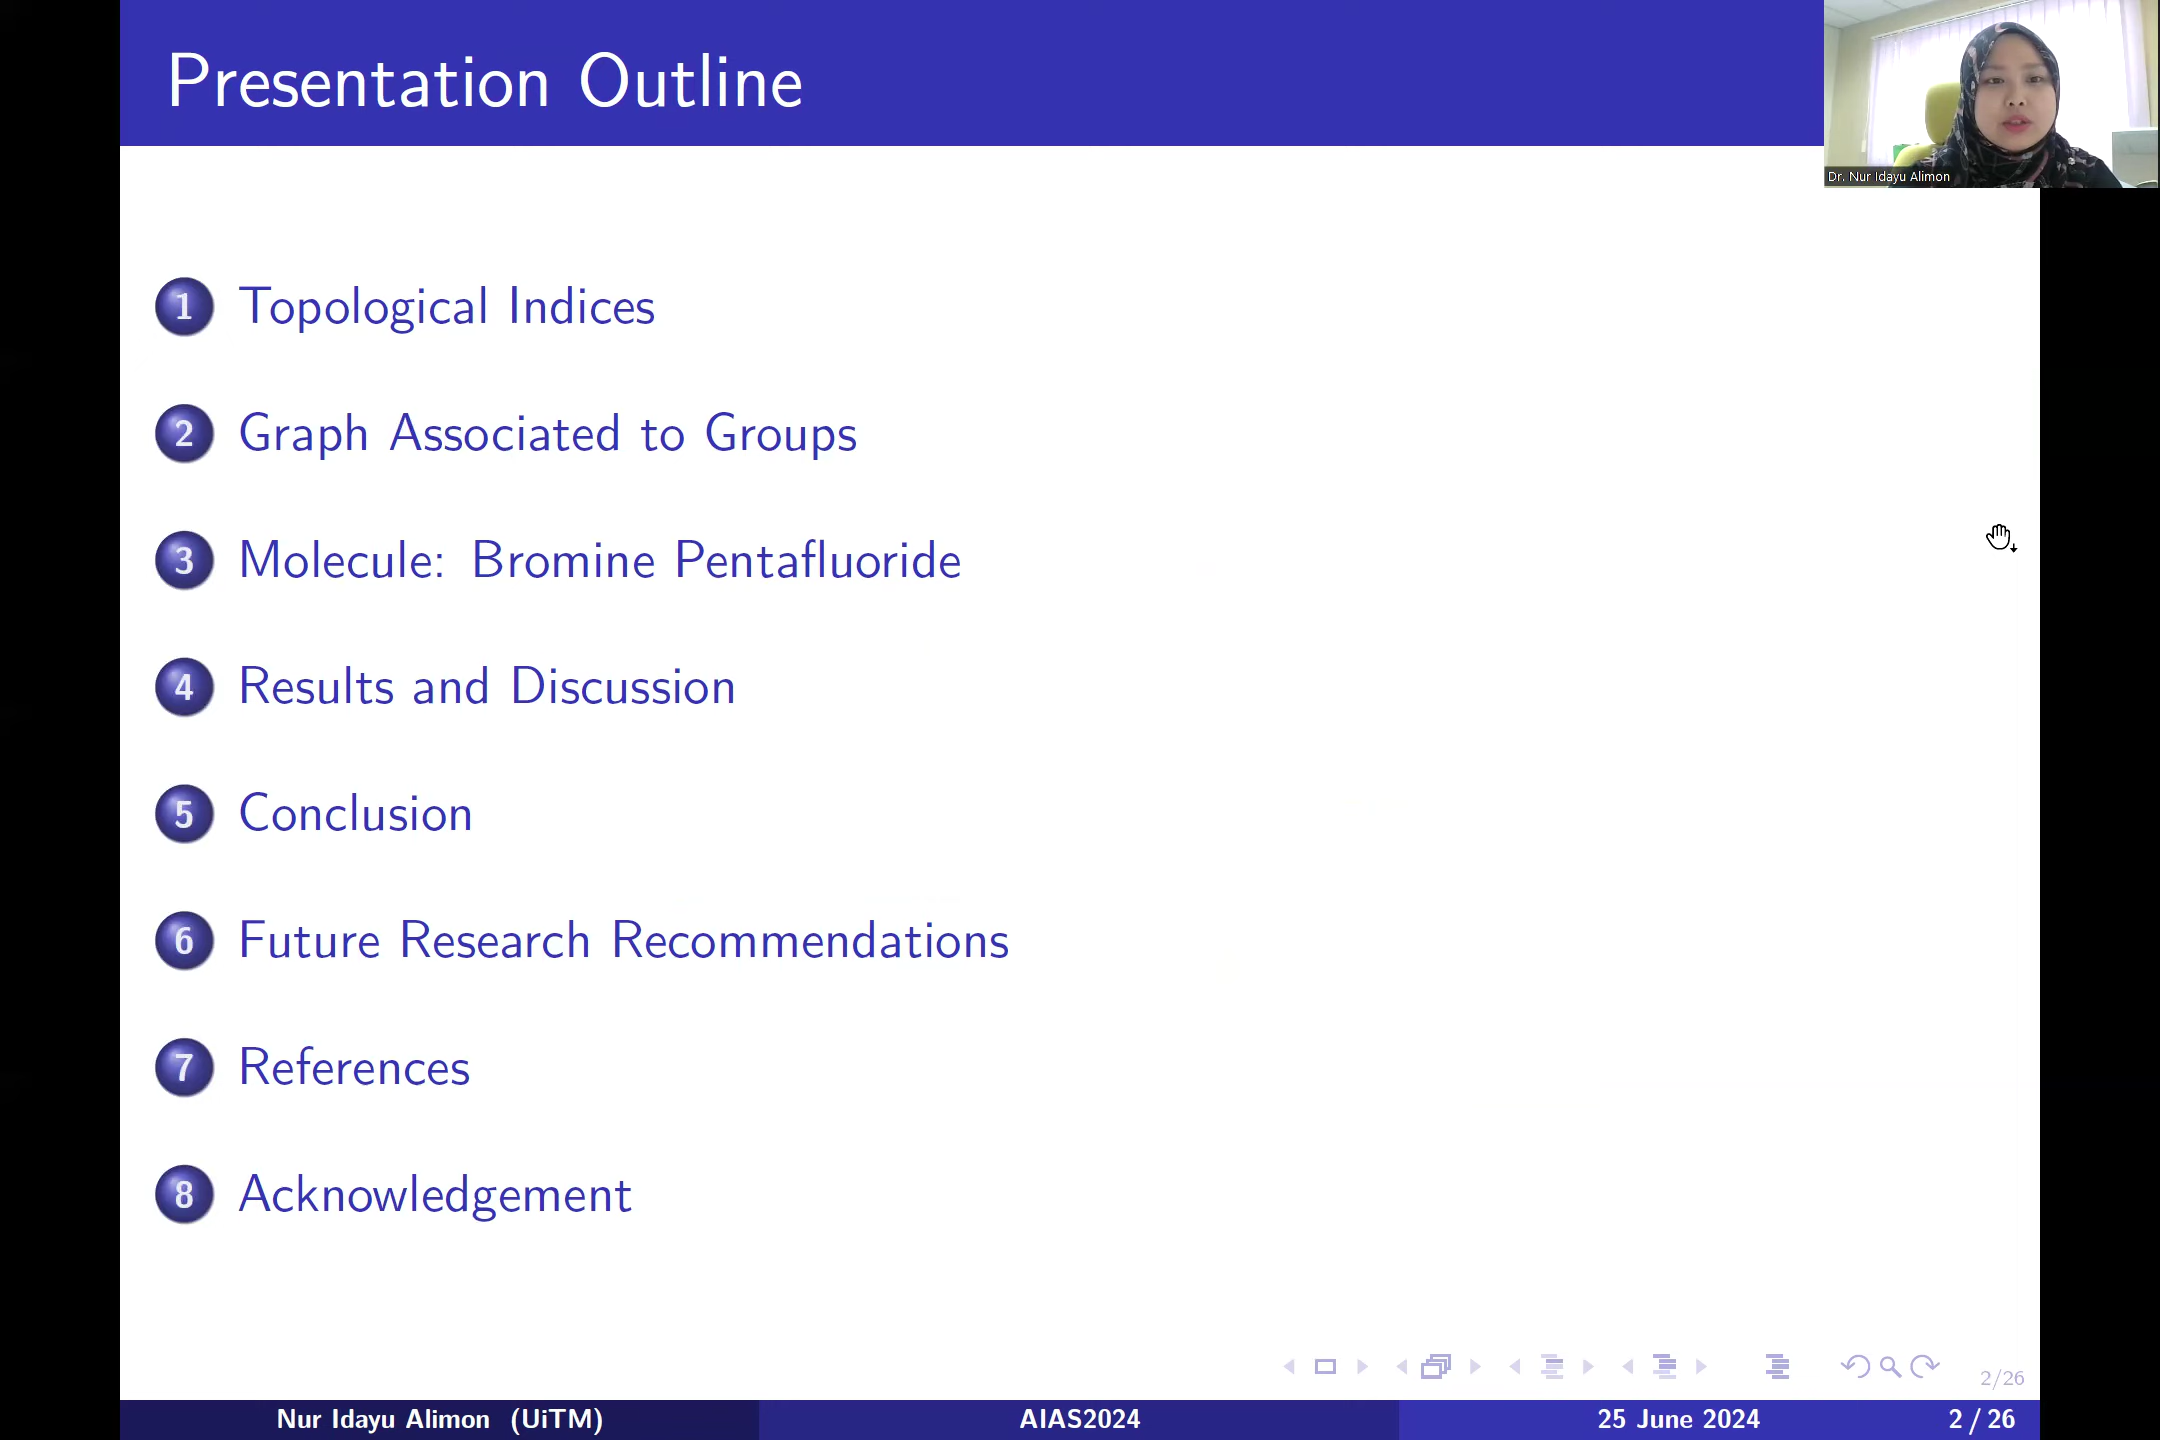 Presentation Outline
Dr. Nur Idayu Alimon
1 Topological Indices
2 Graph Associated to Groups
3 Molecule: Bromine Pentafluoride
4 Results and Discussion
5 Conclusion
6 Future Research Recommendations
7 References
8 Acknowledgement
2/26
Nur Idayu Alimon (UiTM) AIAS2024 25 June 2024 2 / 26